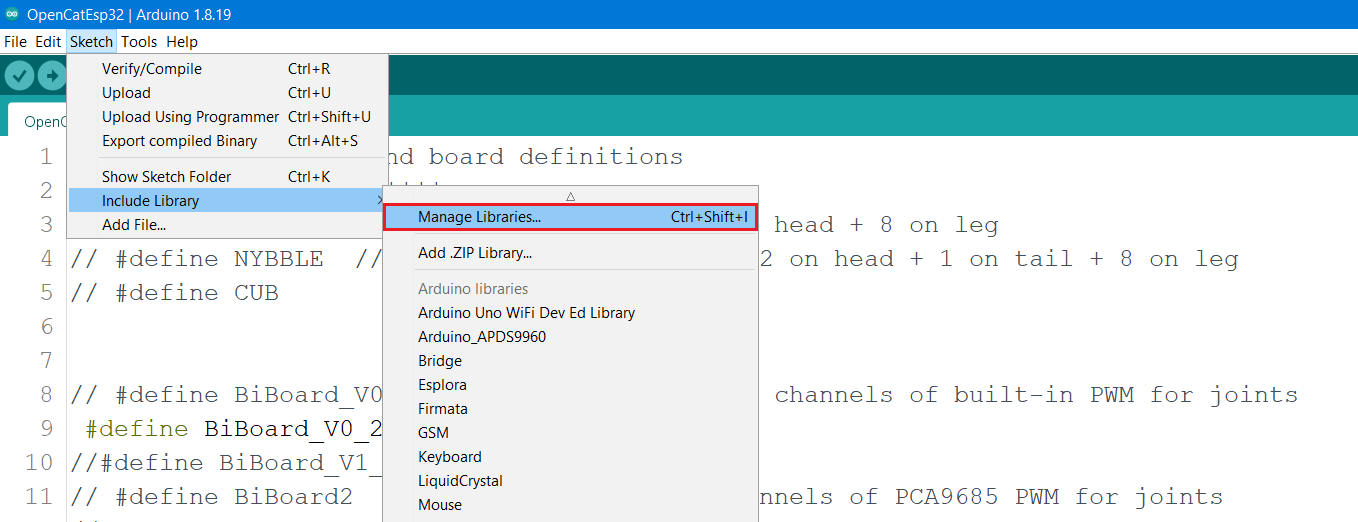 OpenCatEsp32 | Arduino 1.8.19
File Edit Sketch Tools Help
Verify/Compile Ctrl+R
Upload Ctrl+U
Upload Using Programmer Ctrl+Shift+U
Export compiled Binary Ctrl+Alt+S
Show Sketch Folder Ctrl+K
Include Library
Add File...
Manage Libraries... Ctrl+Shift+I
Add .ZIP Library...
Arduino libraries
Arduino Uno WiFi Dev Ed Library
Arduino_APDS9960
Bridge
Esplora
Firmata
GSM
Keyboard
LiquidCrystal
Mouse
OpenC
1 nd board definitions
2
3 head + 8 on leg
4 // #define NYBBLE // 2 on head + 1 on tail + 8 on leg
5 // #define CUB
6
7
8 // #define BiBoard_V0 channels of built-in PWM for joints
9 #define BiBoard_V0_2
10 //#define BiBoard_V1_
11 // #define BiBoard2 nnels of PCA9685 PWM for joints